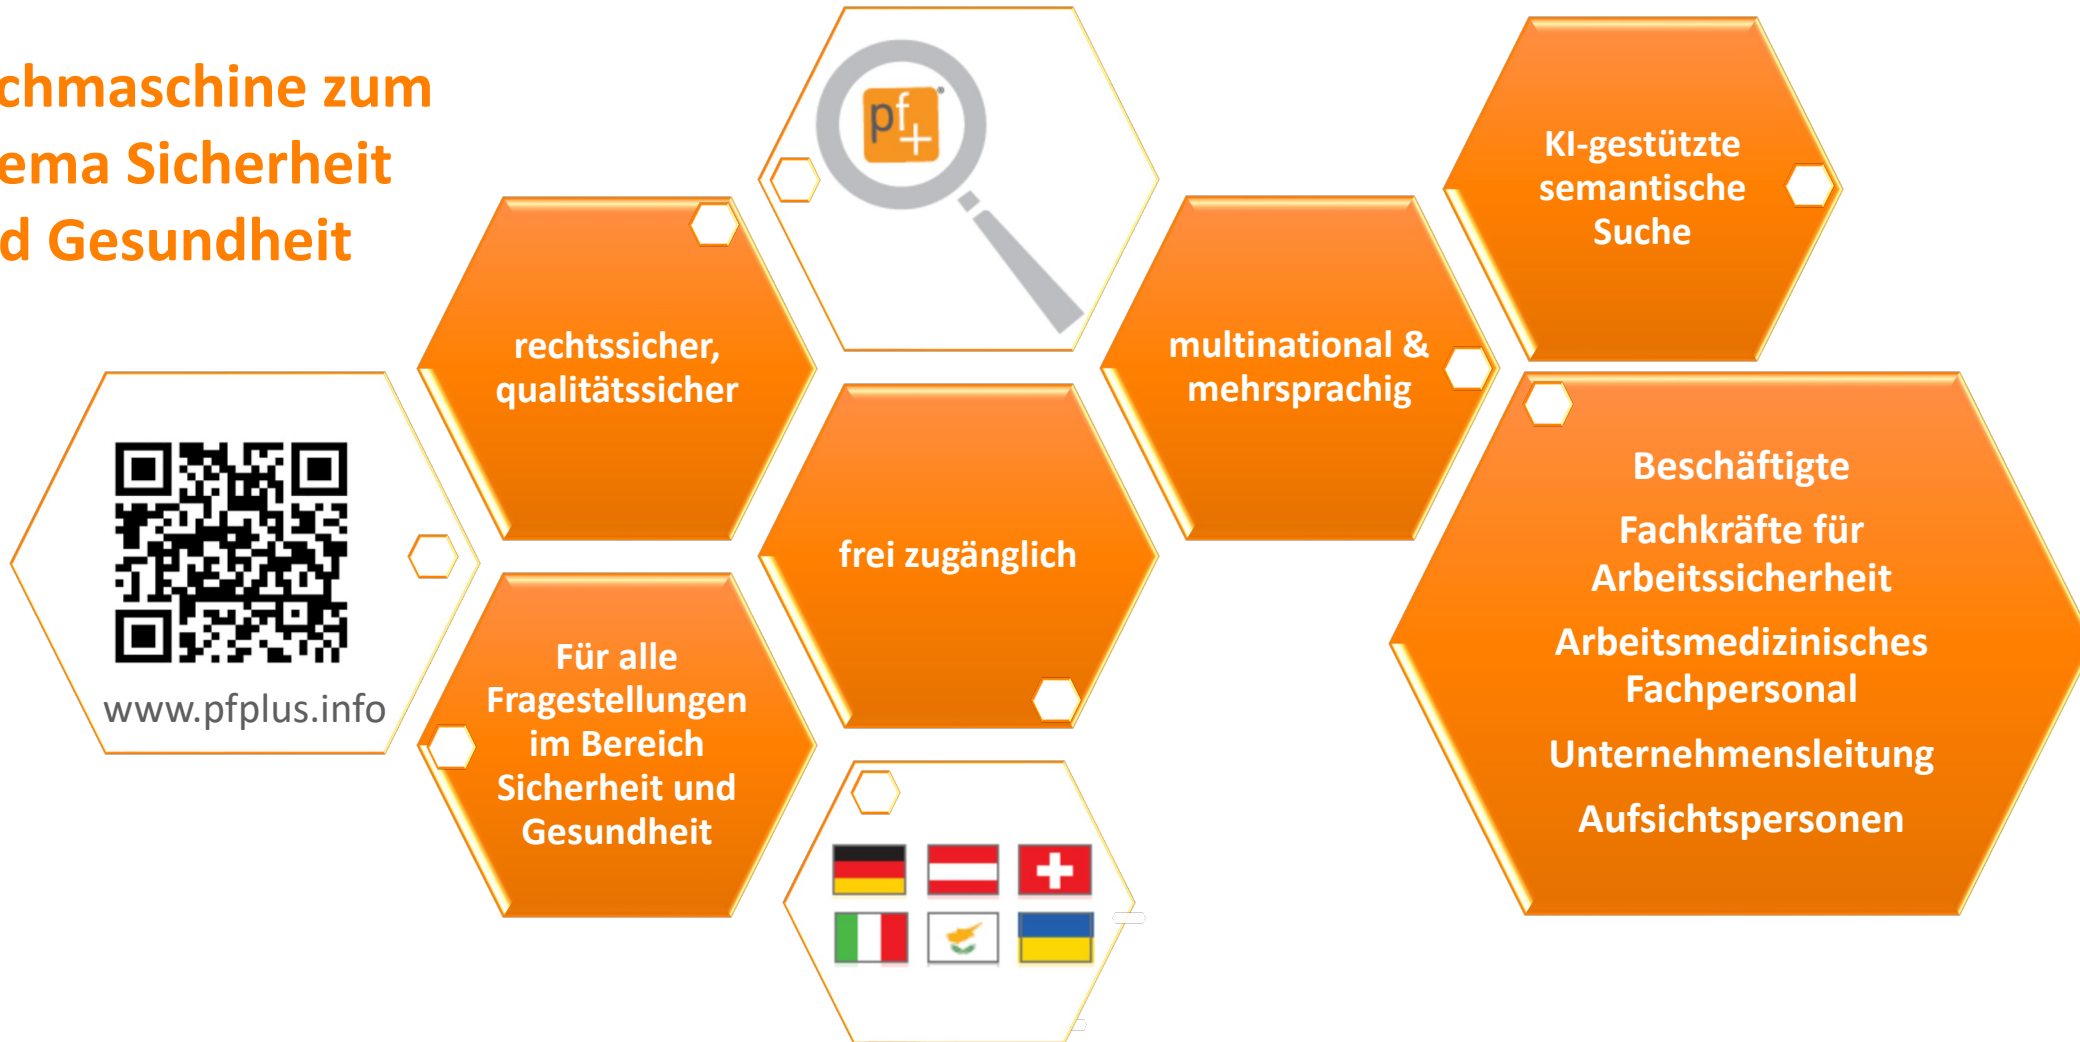 chmaschine zum
ema Sicherheit
d Gesundheit
pf+
KI-gestützte
semantische
Suche
rechtssicher,
qualitätssicher
multinational &
mehrsprachig
frei zugänglich
www.pfplus.info
Für alle
Fragestellungen
im Bereich
Sicherheit und
Gesundheit
Beschäftigte
Fachkräfte für
Arbeitssicherheit
Arbeitsmedizinisches
Fachpersonal
Unternehmensleitung
Aufsichtspersonen